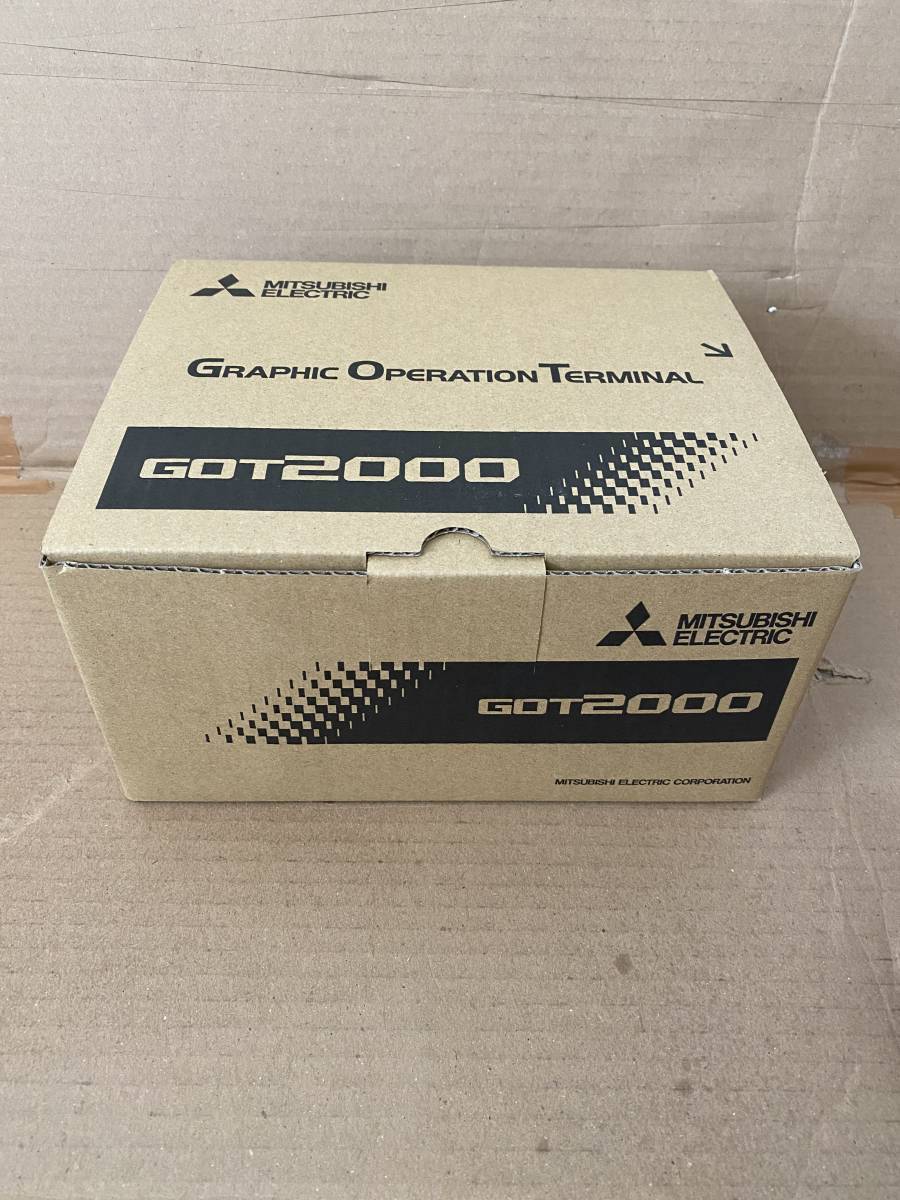 MITSUBISHI
ELECTRIC
GRAPHIC OPERATION TERMINAL
GOT2000
MITSUBISHI
ELECTRIC
GOT2000
MITSUBISHI ELECTRIC CORPORATION